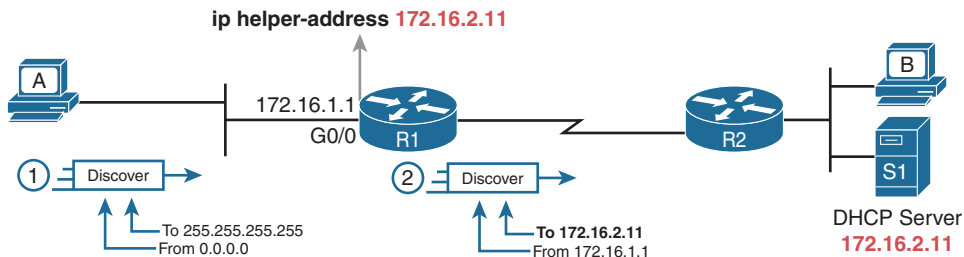 ip helper-address 172.16.2.11
A
172.16.1.1
G0/0
R1
R2
B
S1
1
Discover
To 255.255.255.255
From 0.0.0.0
2
Discover
To 172.16.2.11
From 172.16.1.1
DHCP Server
172.16.2.11